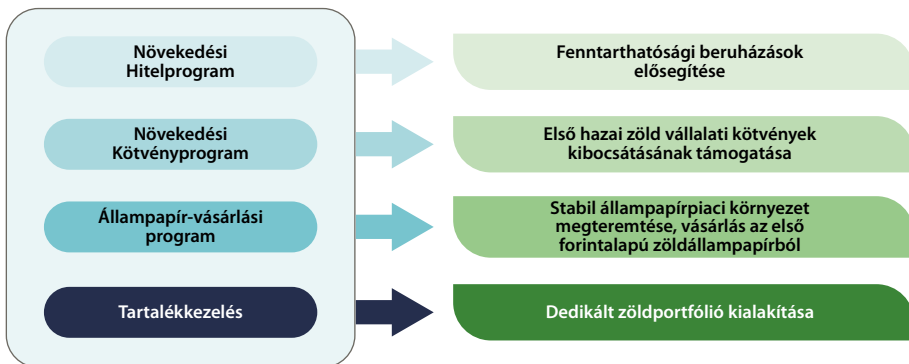 Növekedési
Hitelprogram
Fenntarthatósági beruházások
elősegítése
Növekedési
Kötvényprogram
Első hazai zöld vállalati kötvények
kibocsátásának támogatása
Állampapír-vásárlási
program
Stabil állampapírpiaci környezet
megteremtése, vásárlás az első
forintalapú zöldállampapírból
Tartalékkezelés
Dedikált zöldportfólió kialakítása